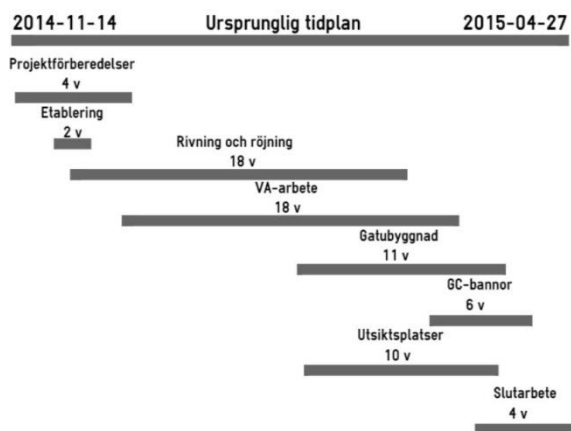 2014-11-14 Ursprunglig tidplan 2015-04-27
Projektförberedelser
4 v
Etablering
2 v
Rivning och röjning
18 v
VA-arbete
18 v
Gatubyggnad
11 v
GC-bannor
6 v
Utsiktsplatser
10 v
Slutarbete
4 v